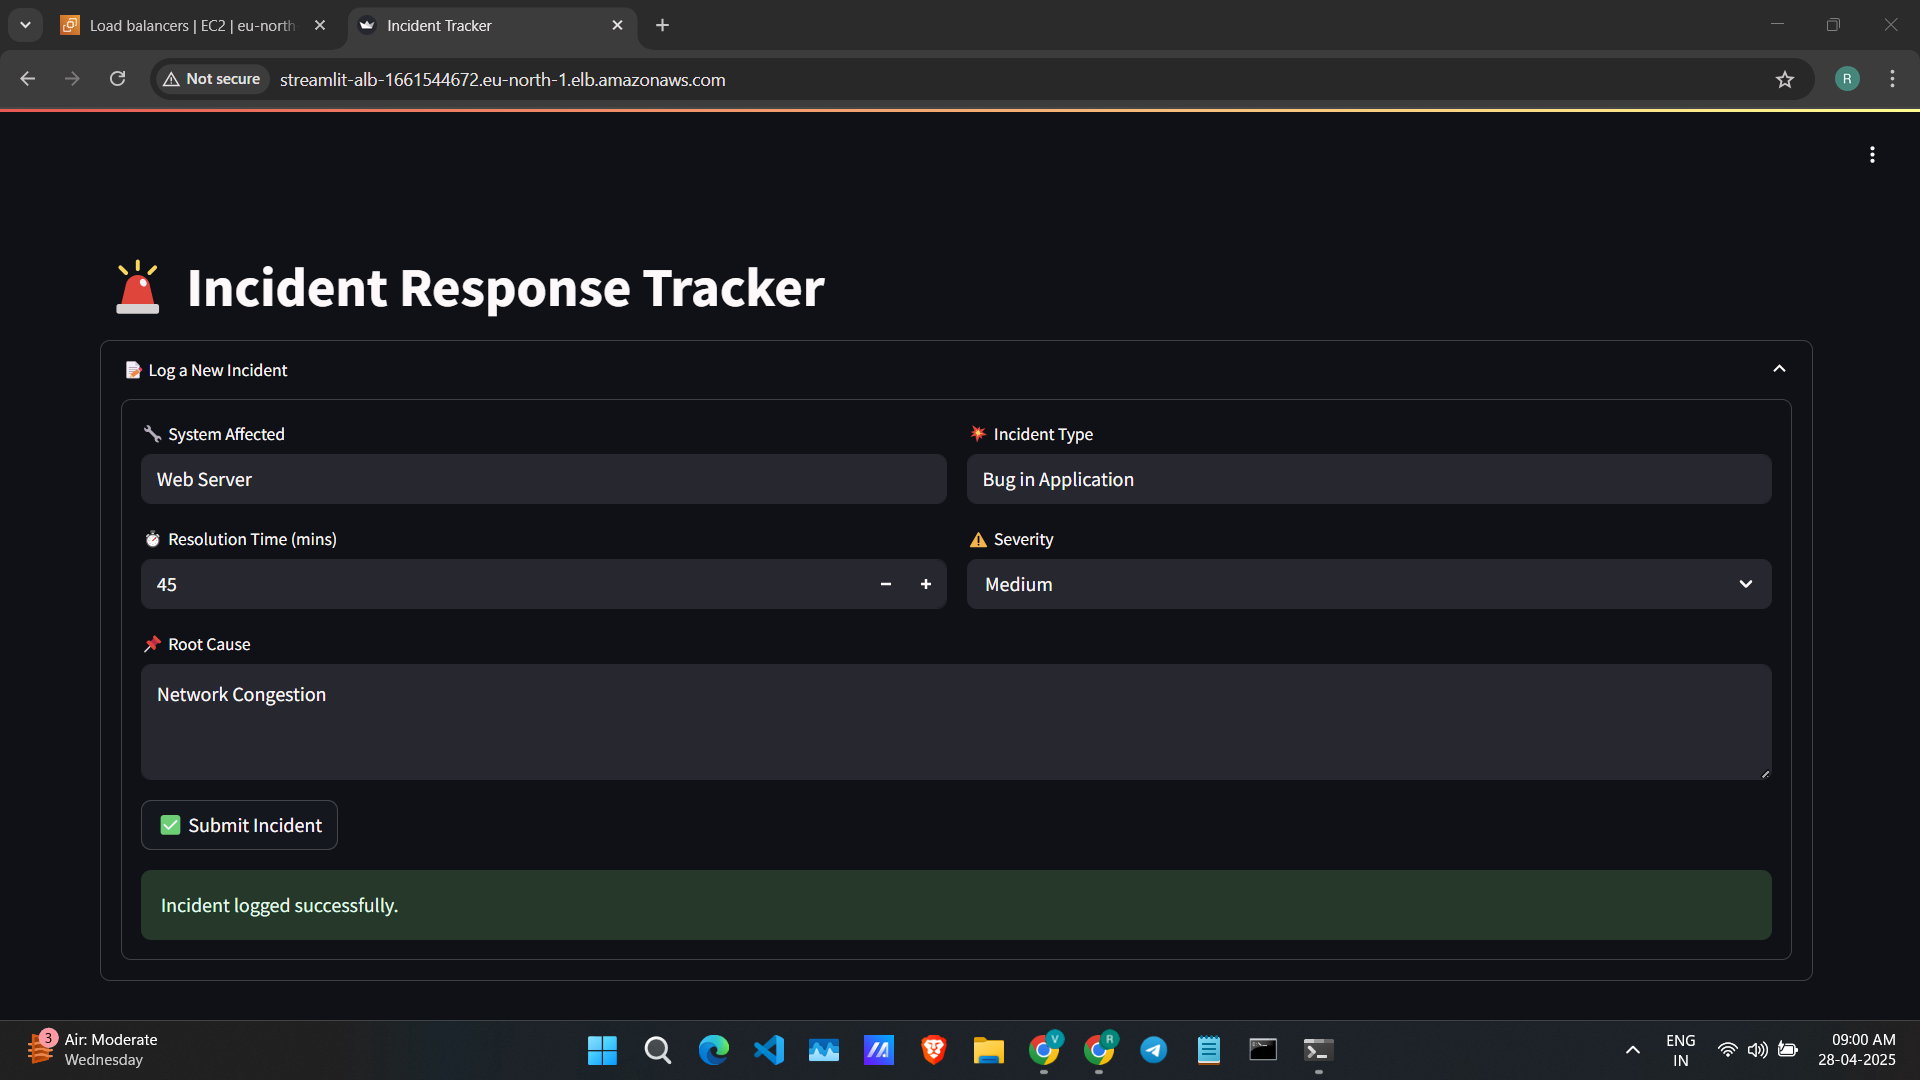 Load balancers | EC2 | eu-north-
Incident Tracker
Not secure
streamlit-alb-1661544672.eu-north-1.elb.amazonaws.com
R
Incident Response Tracker
Log a New Incident
System Affected
Incident Type
Web Server
Bug in Application
Resolution Time (mins)
Severity
45
Medium
Root Cause
Network Congestion
Submit Incident
Incident logged successfully.
3
Air: Moderate
Wednesday
V
R
ENG
IN
09:00 AM
28-04-2025